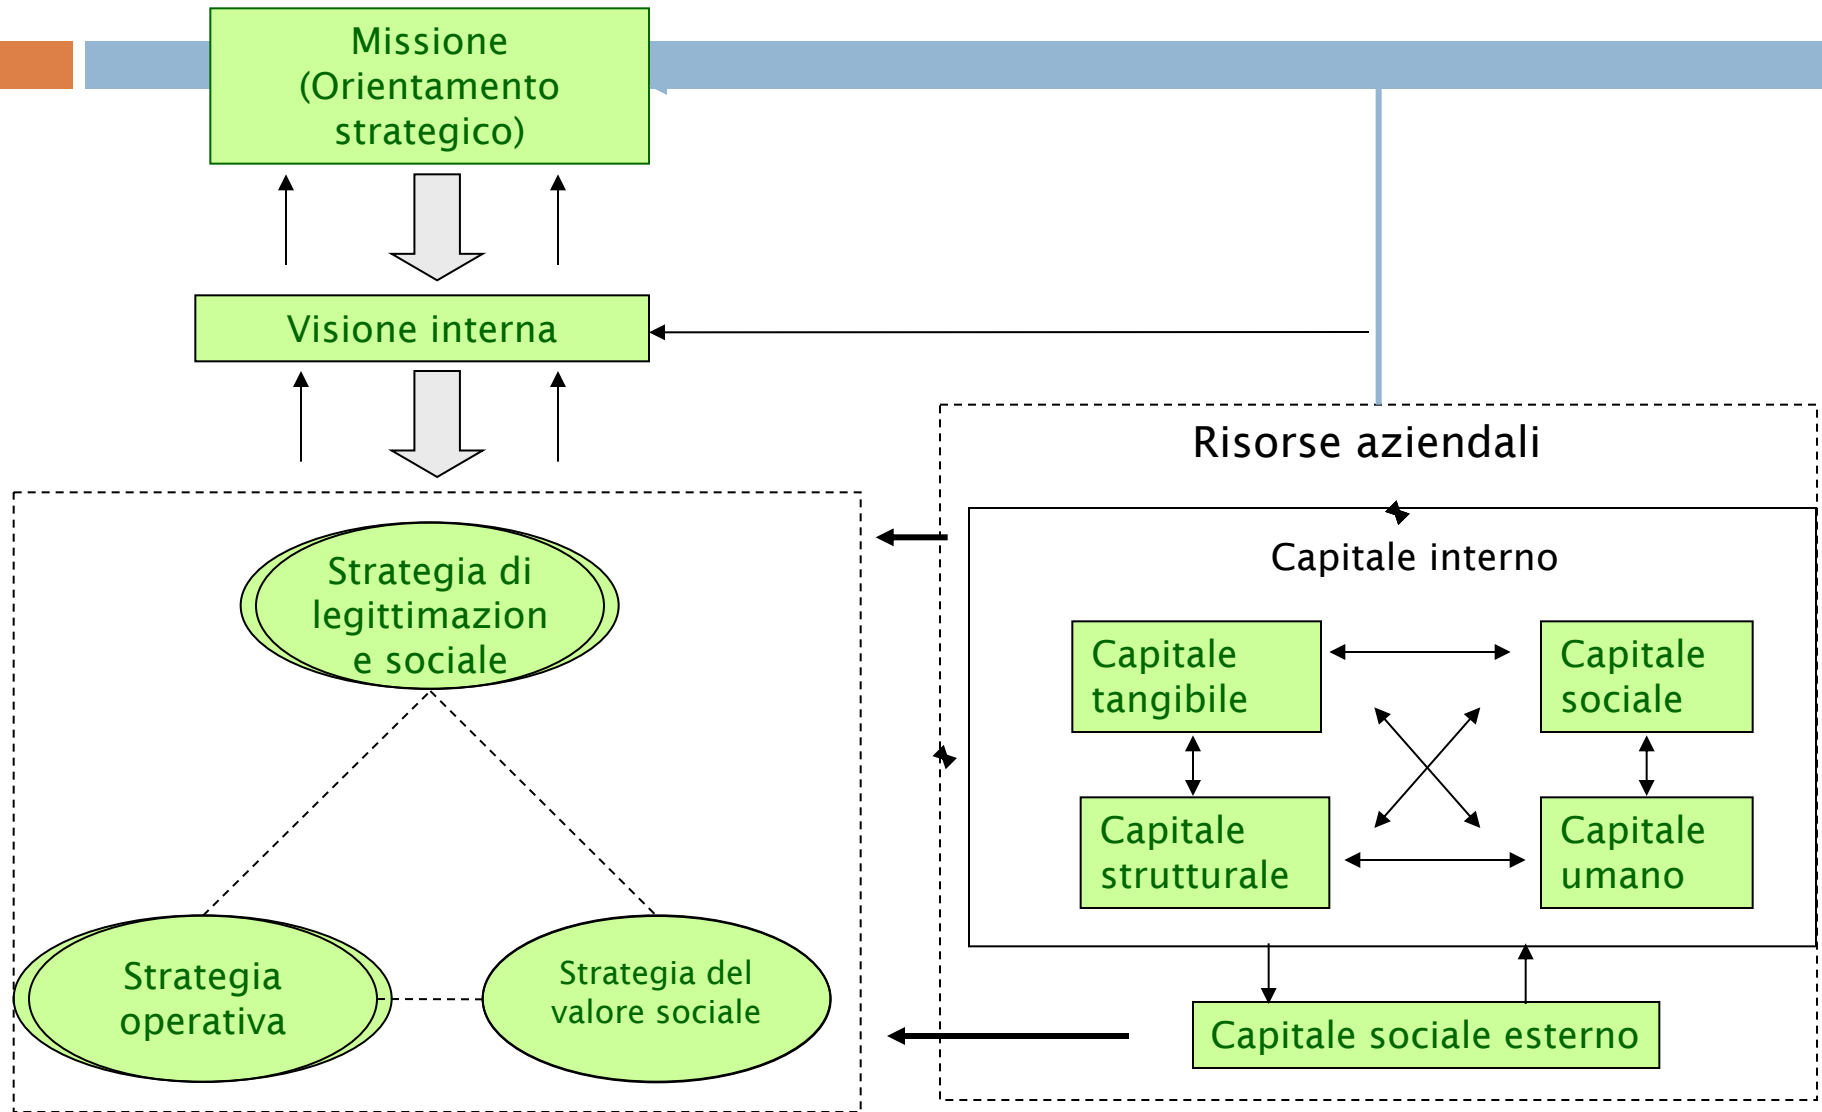 Missione
(Orientamento
strategico)
Visione interna
Risorse aziendali
Capitale interno
Strategia di
legittimazion
e sociale
Capitale
tangibile
Capitale
sociale
Capitale
strutturale
Capitale
umano
Strategia
operativa
Strategia del
valore sociale
Capitale sociale esterno